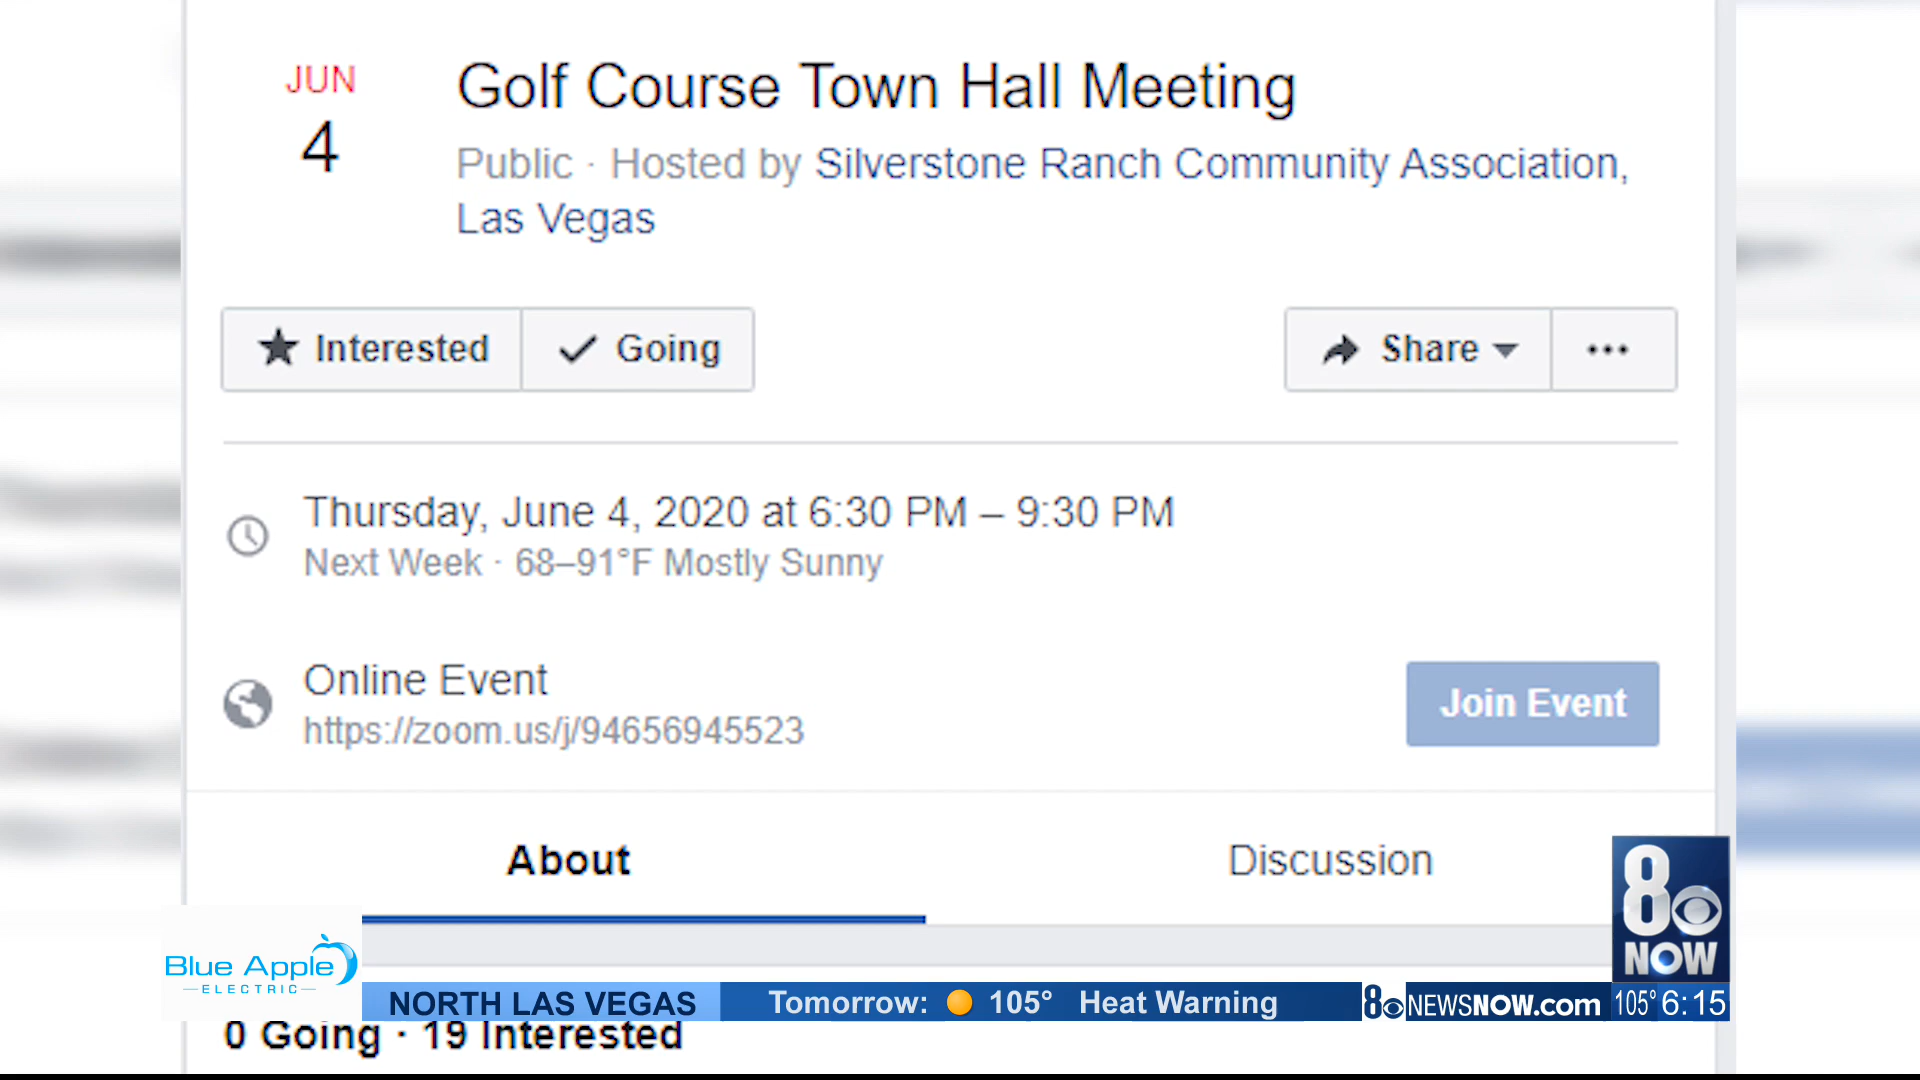 JUN
4
Golf Course Town Hall Meeting
Public · Hosted by Silverstone Ranch Community Association,
Las Vegas
Interested
Going
Share
Thursday, June 4, 2020 at 6:30 PM – 9:30 PM
Next Week · 68–91°F Mostly Sunny
Online Event
https://zoom.us/j/94656945523
Join Event
About
Discussion
8
NOW
Blue Apple
ELECTRIC
NORTH LAS VEGAS
Tomorrow: 105° Heat Warning
8 NEWSNOW.com
105° 6:15
0 Going · 19 Interested